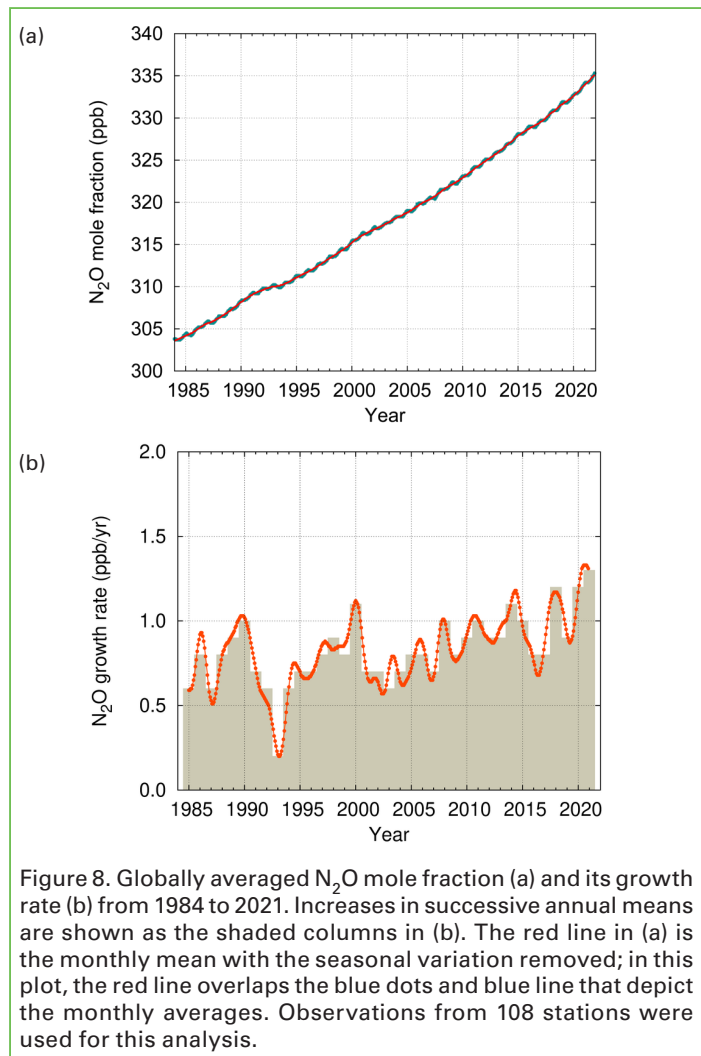 (a)
340
335
330
325
320
315
310
305
300
N₂O mole fraction (ppb)
1985 1990 1995 2000 2005 2010 2015 2020
Year
(b)
2.0
1.5
1.0
0.5
0.0
N₂O growth rate (ppb/yr)
1985 1990 1995 2000 2005 2010 2015 2020
Year
Figure 8. Globally averaged N₂O mole fraction (a) and its growth
rate (b) from 1984 to 2021. Increases in successive annual means
are shown as the shaded columns in (b). The red line in (a) is
the monthly mean with the seasonal variation removed; in this
plot, the red line overlaps the blue dots and blue line that depict
the monthly averages. Observations from 108 stations were
used for this analysis.